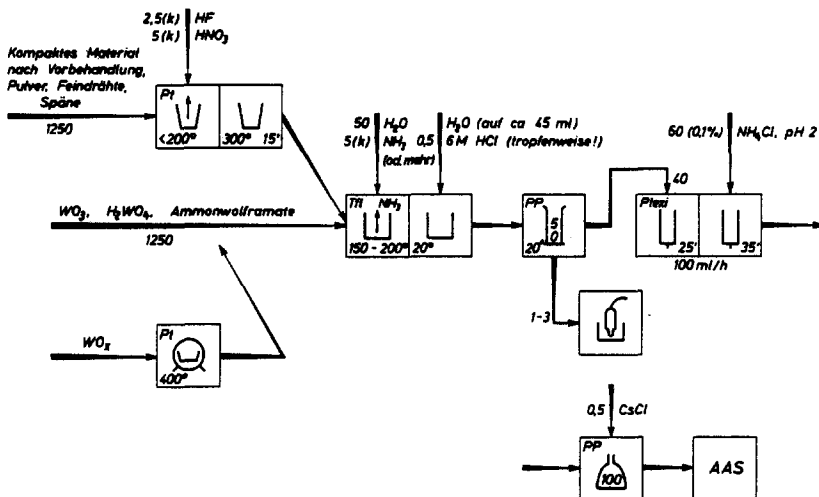 2,5(k) HF
5(k) HNO₃
Kompaktes Material
nach Vorbehandlung,
Pulver, Feindrähte,
Späne
1250
Pt
<200° 300° 15'
50 H₂O
5(k) NH₃
(od. mehr)
H₂O (auf ca 45 ml)
0,5 6M HCl (tropfenweise!)
60 (0,1%) NH₄Cl, pH 2
WO₃, H₂WO₄, Ammonwolframate
1250
Tfl NH₃
150-200° 20°
PP
50
20°
40
Plexi
25' 35'
100 ml/h
1-3
WOₓ
Pt
400°
0,5 CsCl
PP
100
AAS